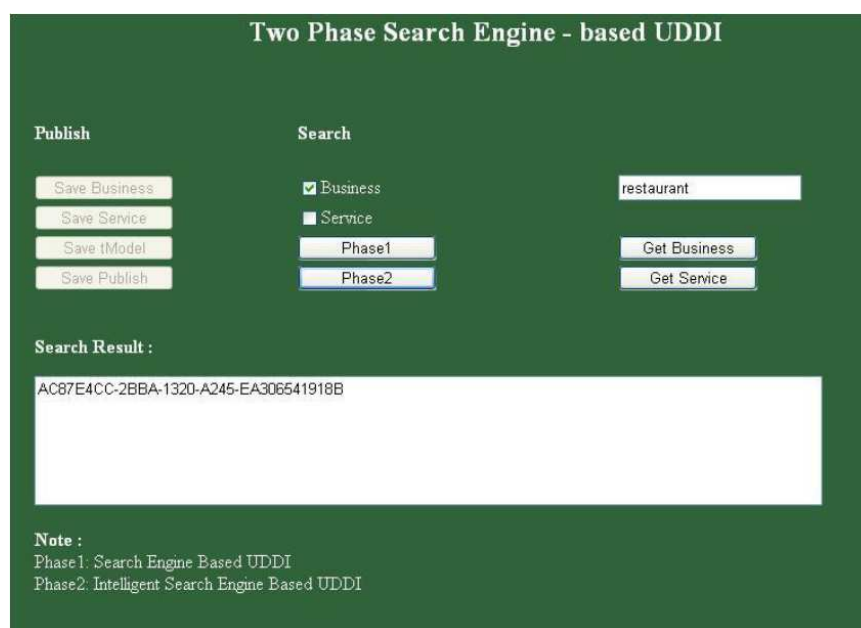 Two Phase Search Engine - based UDDI
Publish
Search
Save Business
Business
restaurant
Save Service
Service
Save tModel
Phase1
Get Business
Save Publish
Phase2
Get Service
Search Result :
AC87E4CC-2BBA-1320-A245-EA306541918B
Note :
Phase1: Search Engine Based UDDI
Phase2: Intelligent Search Engine Based UDDI